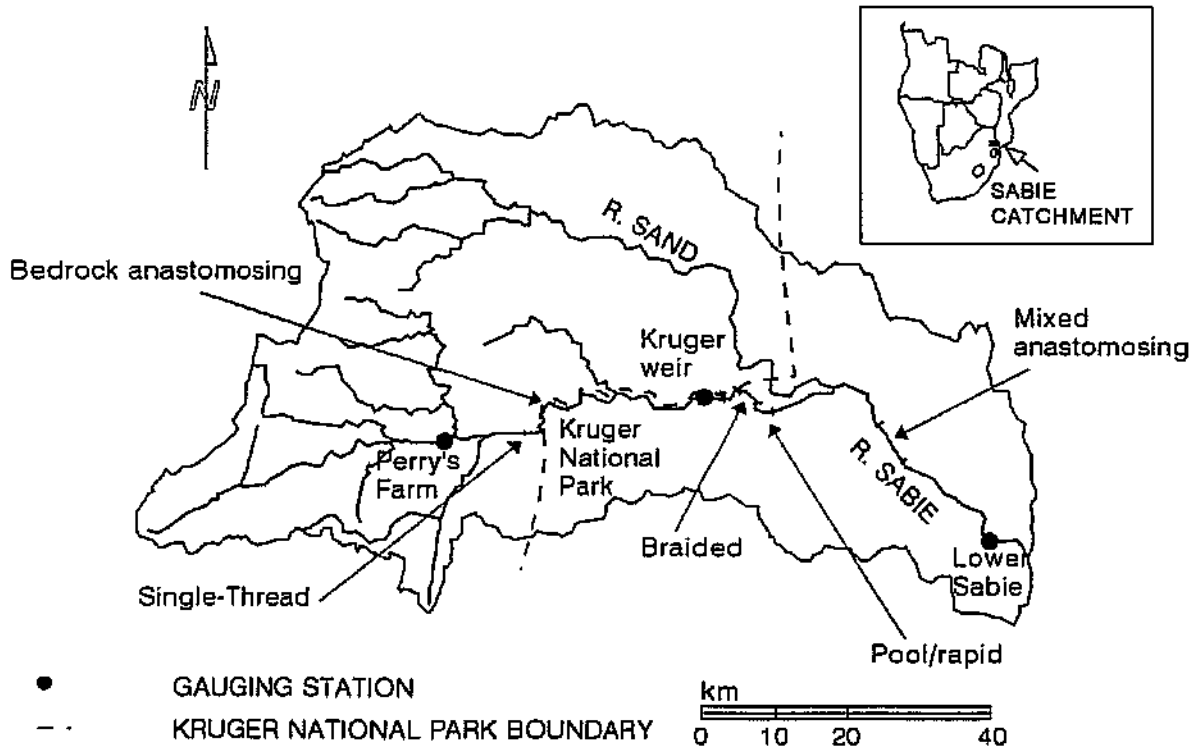 N
SABIE
CATCHMENT
R. SAND
Bedrock anastomosing
Kruger
weir
Mixed
anastomosing
Kruger
National
Park
Perry's
Farm
R. SABIE
Braided
Lower
Sabie
Single-Thread
Pool/rapid
GAUGING STATION
KRUGER NATIONAL PARK BOUNDARY
km
0 10 20 40